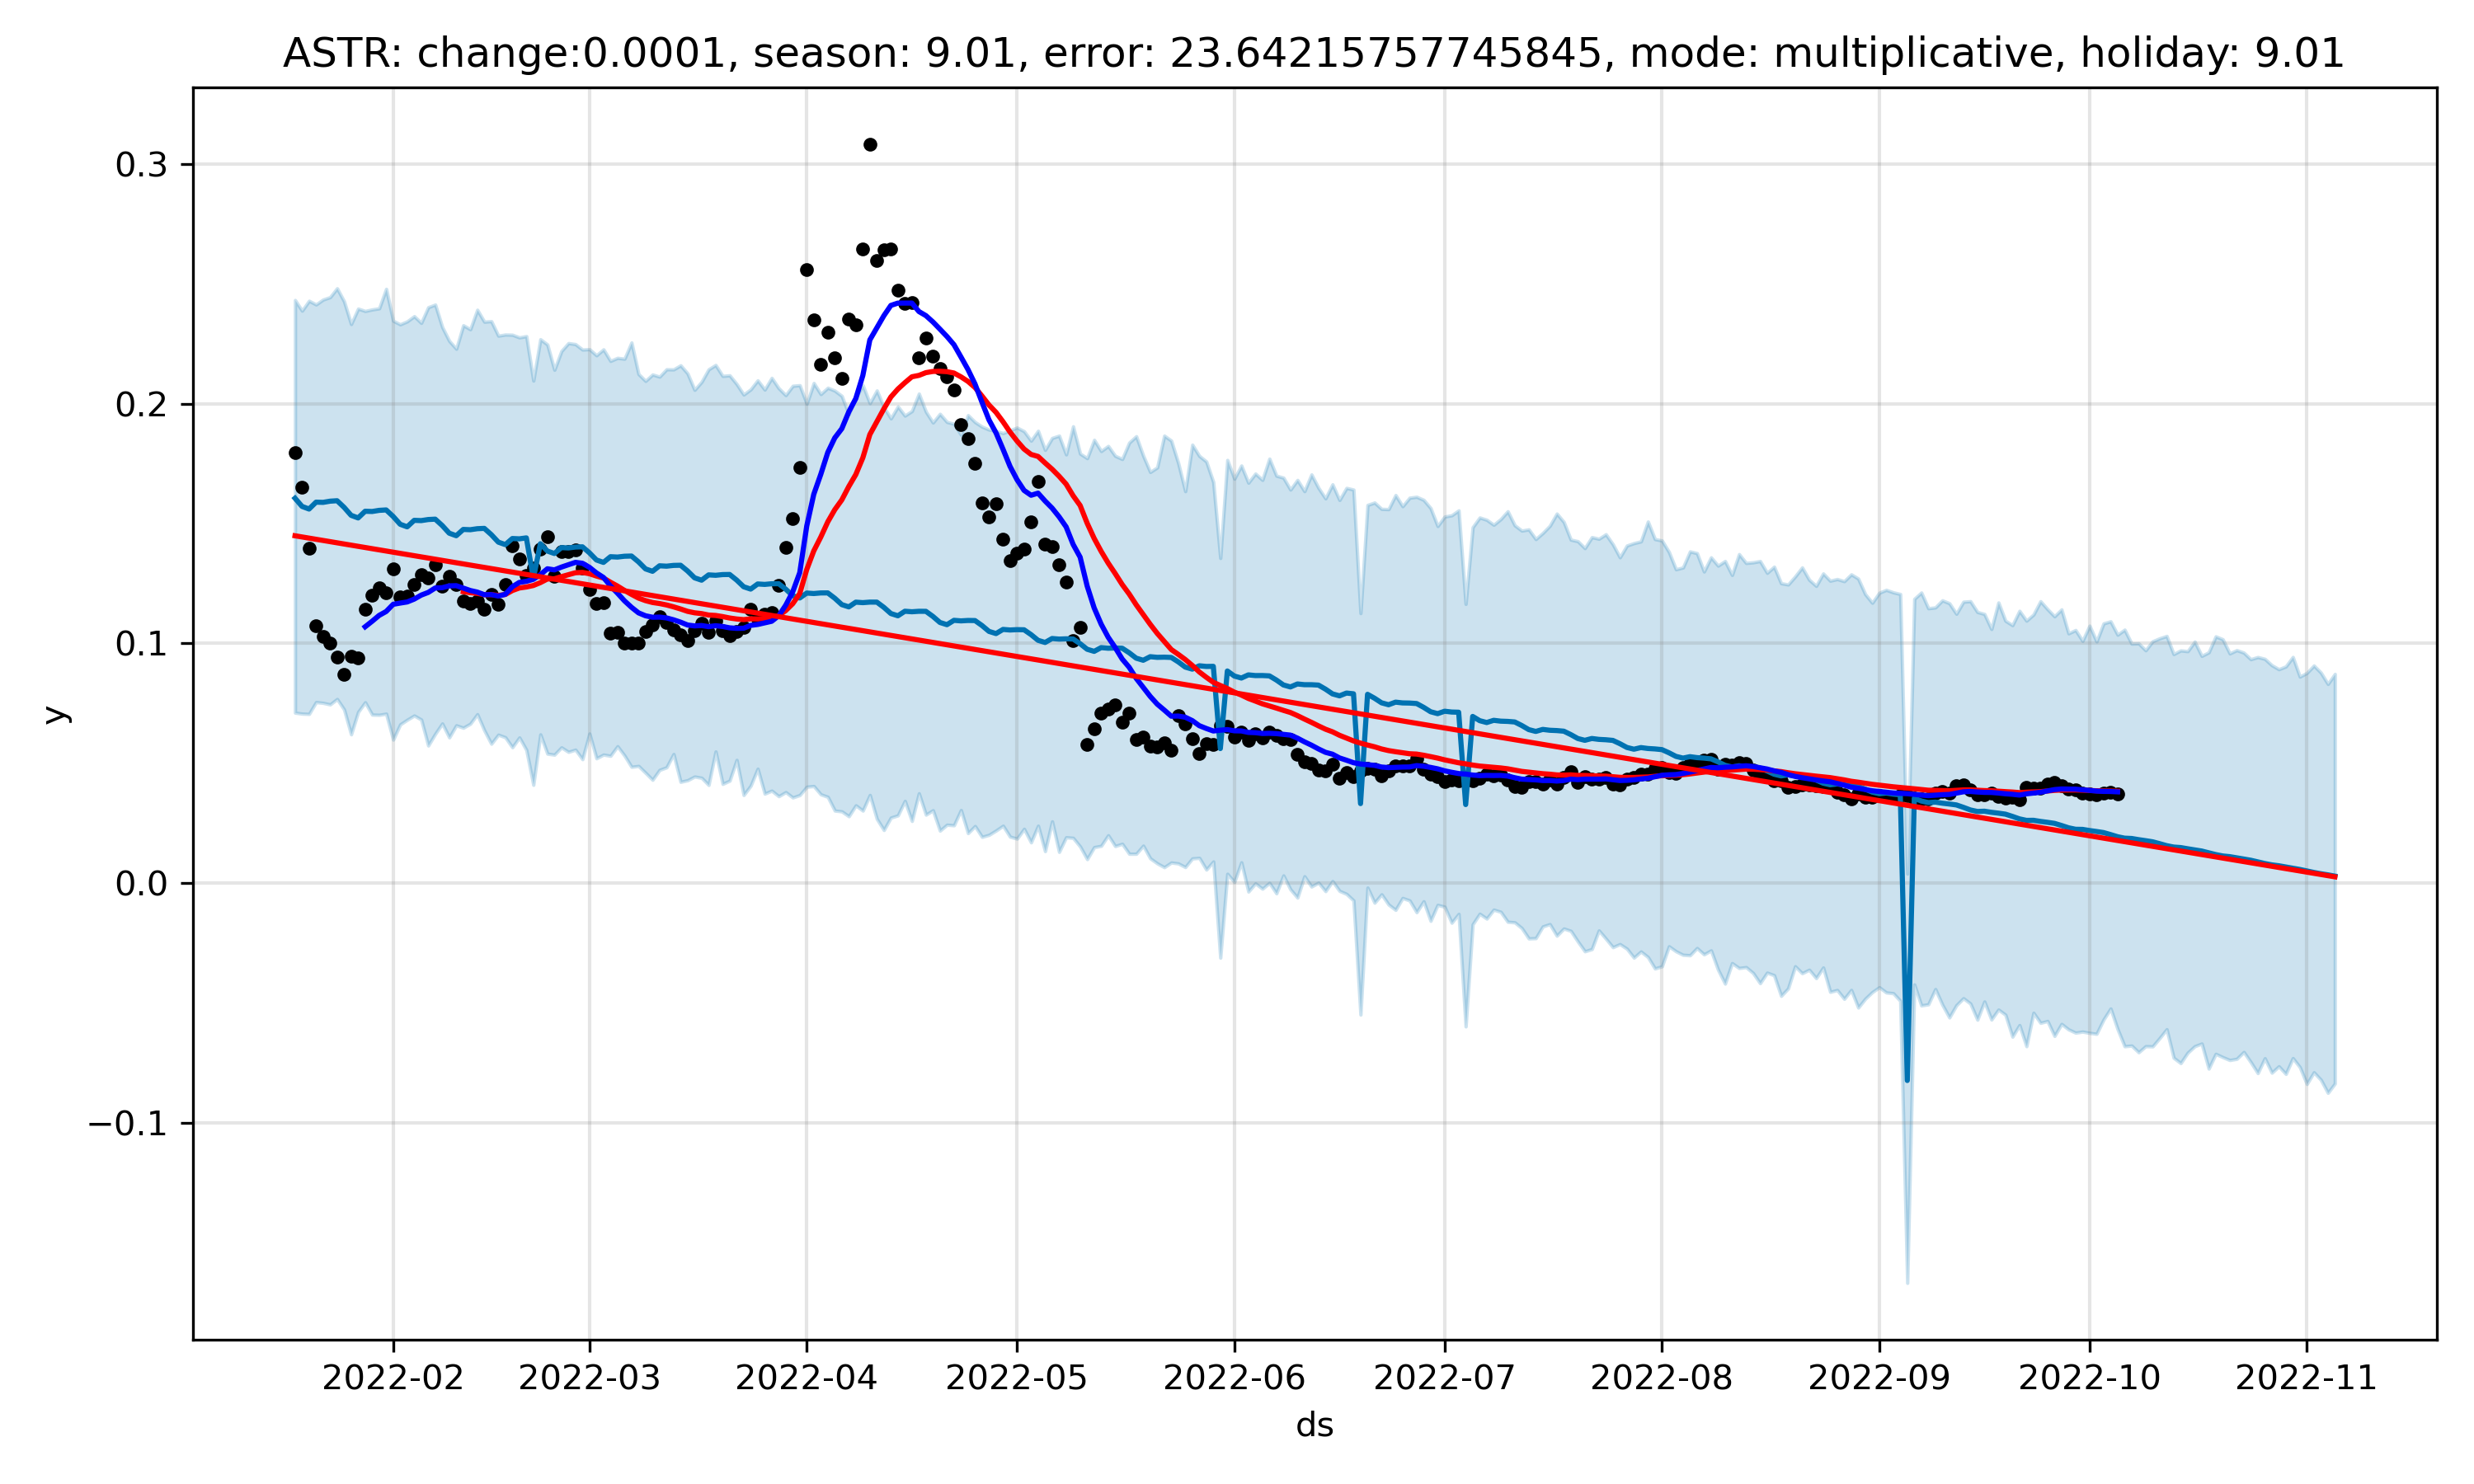 ASTR: change:0.0001, season: 9.01, error: 23.64215757745845, mode: multiplicative, holiday: 9.01
0.3
0.2
0.1
0.0
−0.1
y
2022-02 2022-03 2022-04 2022-05 2022-06 2022-07 2022-08 2022-09 2022-10 2022-11
ds